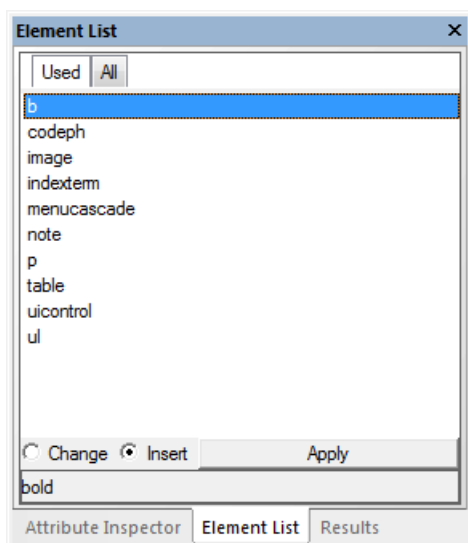 Element List
Used All
b
codeph
image
indexterm
menucascade
note
p
table
uicontrol
ul
Change Insert Apply
bold
Attribute Inspector Element List Results